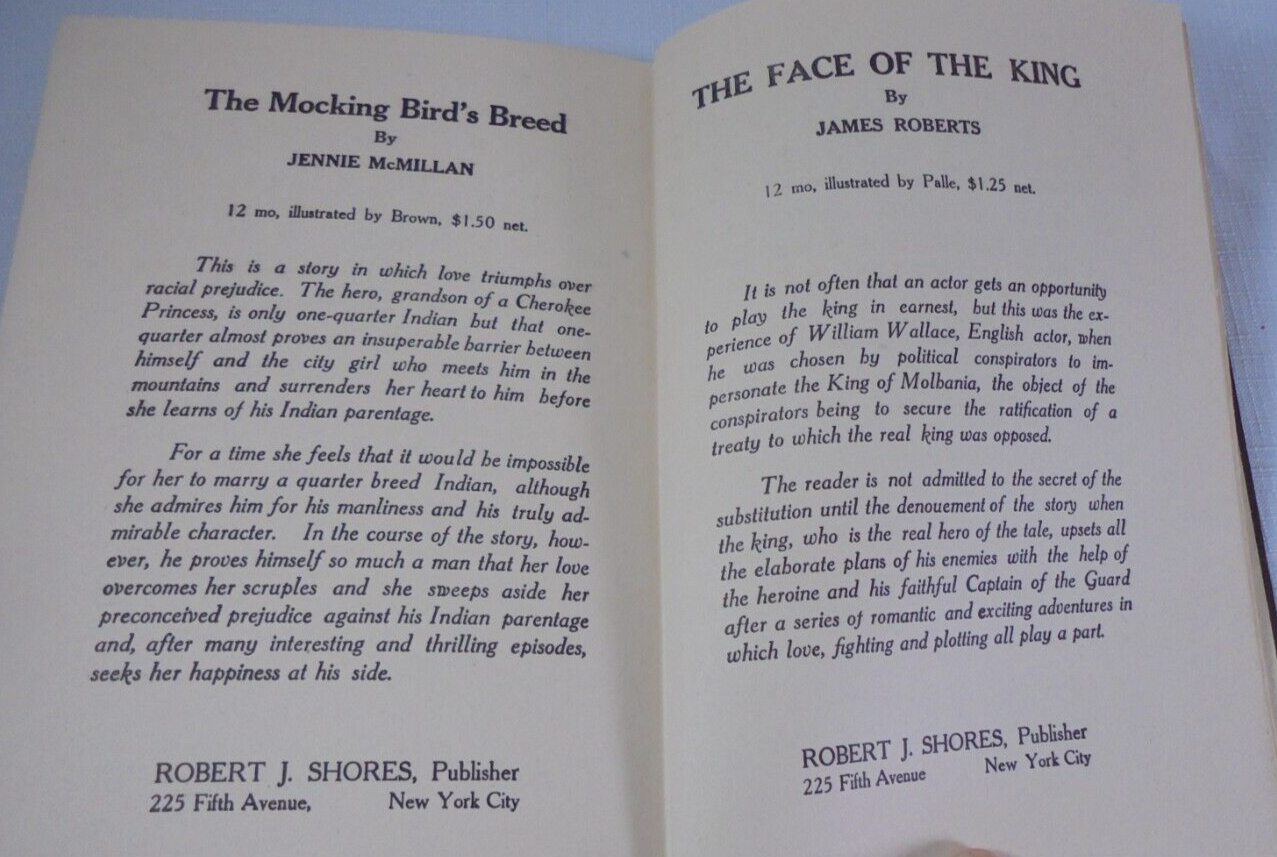 The Mocking Bird's Breed
By
JENNIE McMILLAN
12 mo, illustrated by Brown, $1.50 net.
This is a story in which love triumphs over
racial prejudice. The hero, grandson of a Cherokee
Princess, is only one-quarter Indian but that one-
quarter almost proves an insuperable barrier between
himself and the city girl who meets him in the
mountains and surrenders her heart to him before
she learns of his Indian parentage.
For a time she feels that it would be impossible
for her to marry a quarter breed Indian, although
she admires him for his manliness and his truly ad-
mirable character. In the course of the story, how-
ever, he proves himself so much a man that her love
overcomes her scruples and she sweeps aside her
preconceived prejudice against his Indian parentage
and, after many interesting and thrilling episodes,
seeks her happiness at his side.
ROBERT J. SHORES, Publisher
225 Fifth Avenue, New York City
THE FACE OF THE KING
By
JAMES ROBERTS
12 mo, illustrated by Palle, $1.25 net.
It is not often that an actor gets an opportunity
to play the king in earnest, but this was the ex-
perience of William Wallace, English actor, when
he was chosen by political conspirators to im-
personate the King of Molbania, the object of the
conspirators being to secure the ratification of a
treaty to which the real king was opposed.
The reader is not admitted to the secret of the
substitution until the denouement of the story when
the king, who is the real hero of the tale, upsets all
the elaborate plans of his enemies with the help of
the heroine and his faithful Captain of the Guard
after a series of romantic and exciting adventures in
which love, fighting and plotting all play a part.
ROBERT J. SHORES, Publisher
225 Fifth Avenue New York City